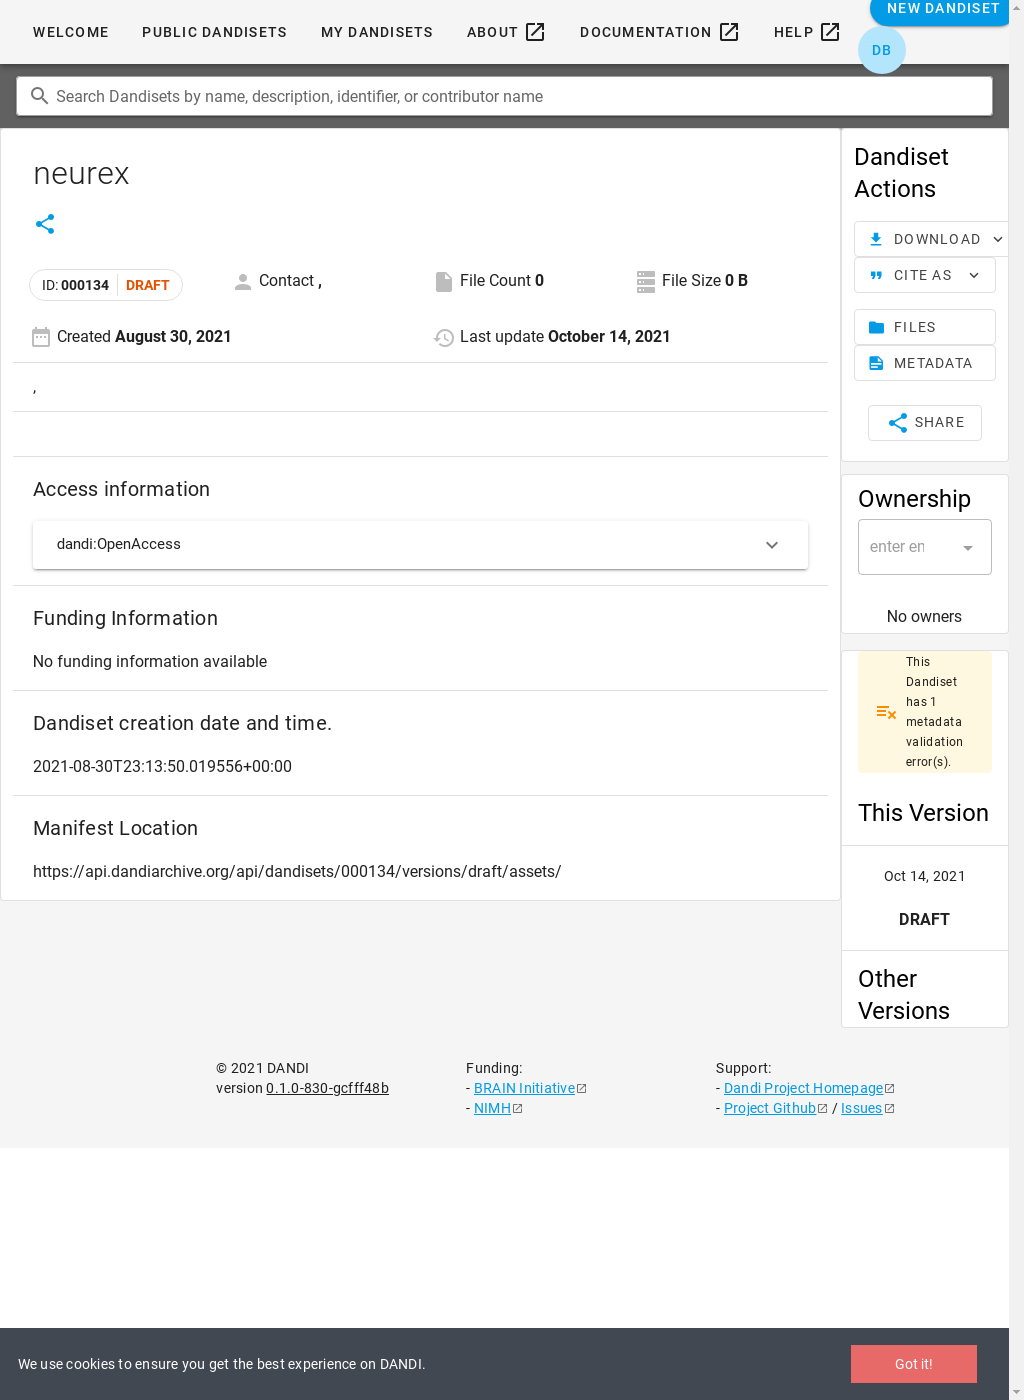 WELCOME
PUBLIC DANDISETS
MY DANDISETS
ABOUT
DOCUMENTATION
HELP
NEW DANDISET
DB
Search Dandisets by name, description, identifier, or contributor name
neurex
ID: 000134 DRAFT
Contact ,
File Count 0
File Size 0 B
Created August 30, 2021
Last update October 14, 2021
,
Access information
dandi:OpenAccess
Funding Information
No funding information available
Dandiset creation date and time.
2021-08-30T23:13:50.019556+00:00
Manifest Location
https://api.dandiarchive.org/api/dandisets/000134/versions/draft/assets/
Dandiset
Actions
DOWNLOAD
CITE AS
FILES
METADATA
SHARE
Ownership
enter en
No owners
This
Dandiset
has 1
metadata
validation
error(s).
This Version
Oct 14, 2021
DRAFT
Other
Versions
© 2021 DANDI
version 0.1.0-830-gcfff48b
Funding:
- BRAIN Initiative
- NIMH
Support:
- Dandi Project Homepage
- Project Github / Issues
We use cookies to ensure you get the best experience on DANDI.
Got it!